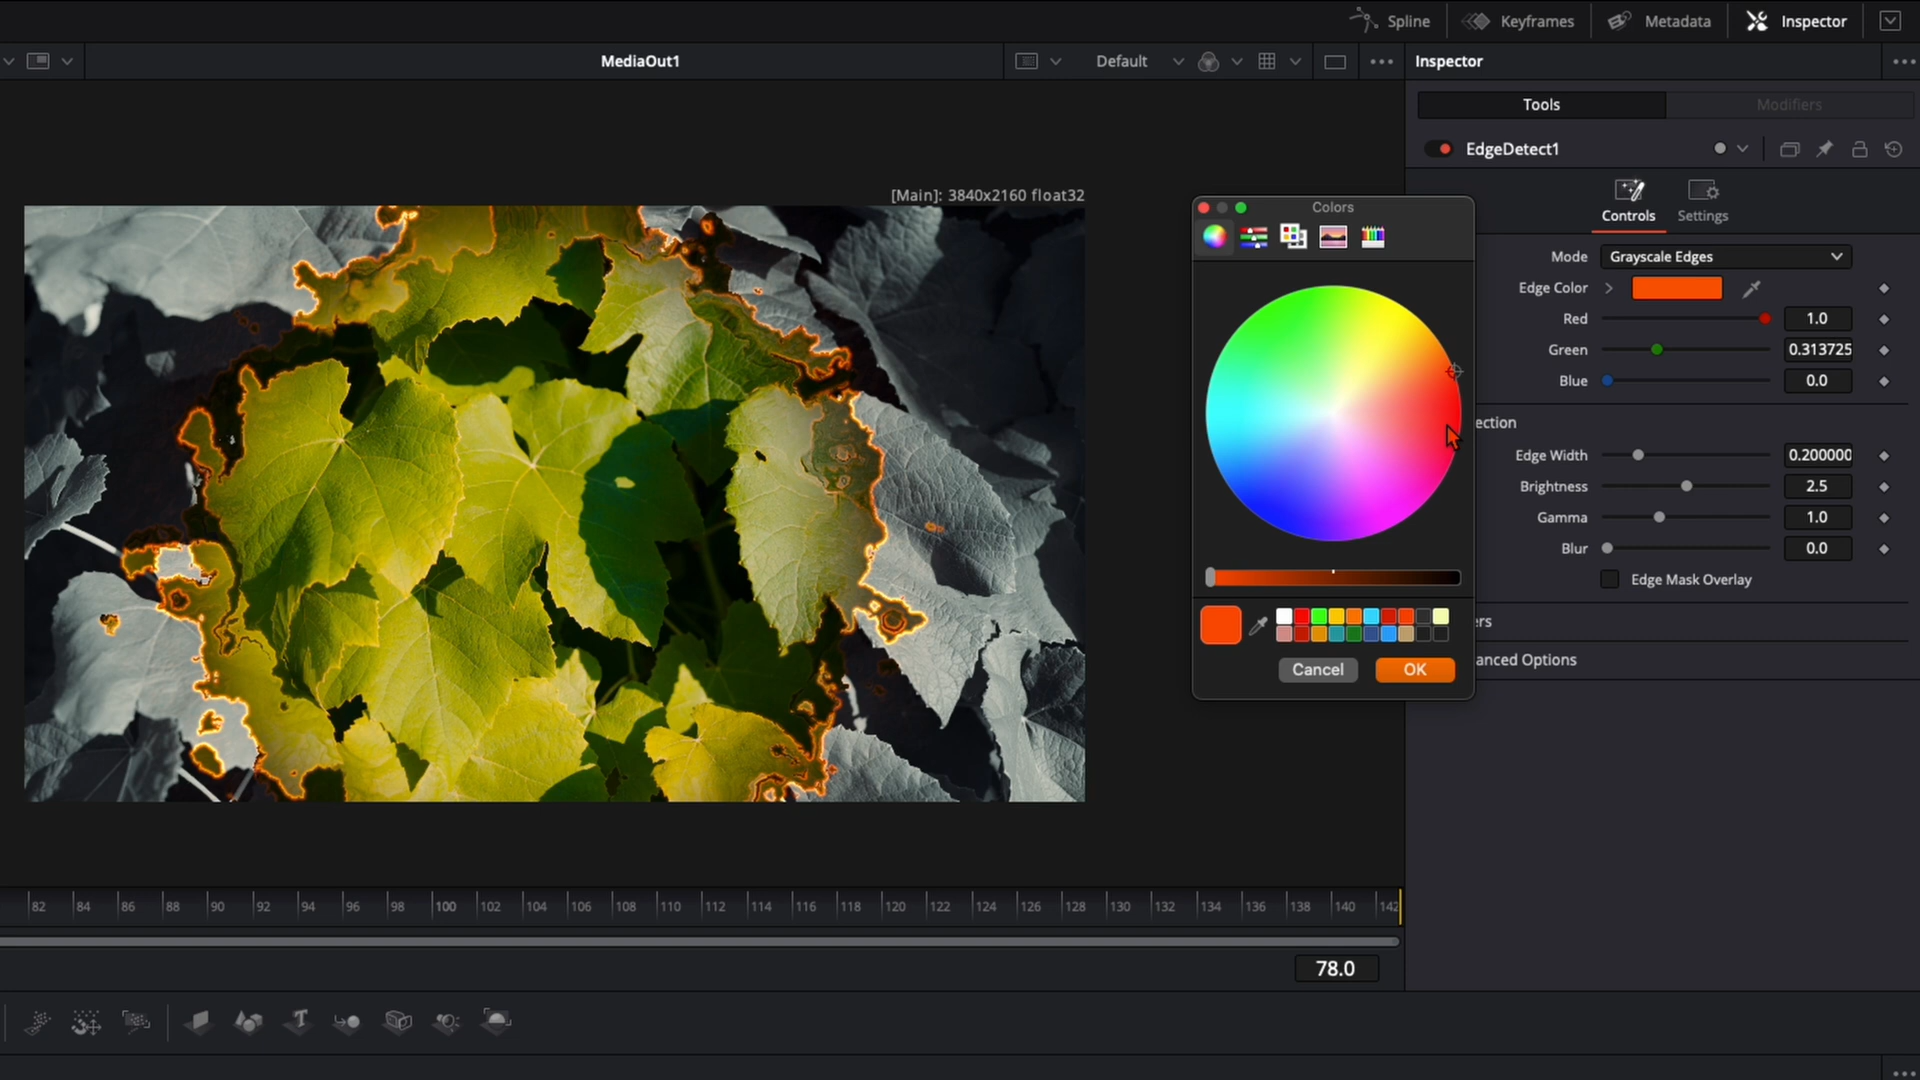 Spline
Keyframes
Metadata
Inspector
MediaOut1
Default
Inspector
Tools
Modifiers
EdgeDetect1
[Main]: 3840x2160 float32
Controls
Settings
Colors
Mode
Grayscale Edges
Edge Color
Red
1.0
Green
0.313725
Blue
0.0
ection
Edge Width
0.200000
Brightness
2.5
Gamma
1.0
Blur
0.0
Edge Mask Overlay
ers
anced Options
Cancel
OK
82 84 86 88 90 92 94 96 98 100 102 104 106 108 110 112 114 116 118 120 122 124 126 128 130 132 134 136 138 140 142
78.0
T